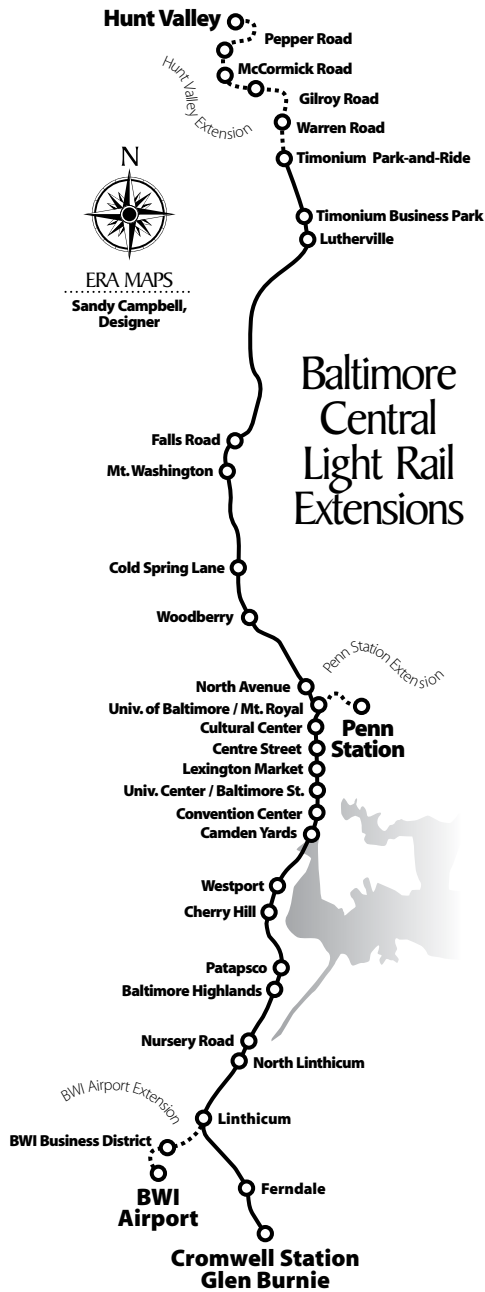 Hunt Valley
Pepper Road
McCormick Road
Hunt Valley Extension
Gilroy Road
Warren Road
Timonium Park-and-Ride
N
Timonium Business Park
Lutherville
ERA MAPS
Sandy Campbell,
Designer
Baltimore
Central
Light Rail
Extensions
Falls Road
Mt. Washington
Cold Spring Lane
Woodberry
Penn Station Extension
North Avenue
Univ. of Baltimore / Mt. Royal
Penn
Station
Cultural Center
Centre Street
Lexington Market
Univ. Center / Baltimore St.
Convention Center
Camden Yards
Westport
Cherry Hill
Patapsco
Baltimore Highlands
Nursery Road
North Linthicum
BWI Airport Extension
Linthicum
BWI Business District
BWI
Airport
Ferndale
Cromwell Station
Glen Burnie